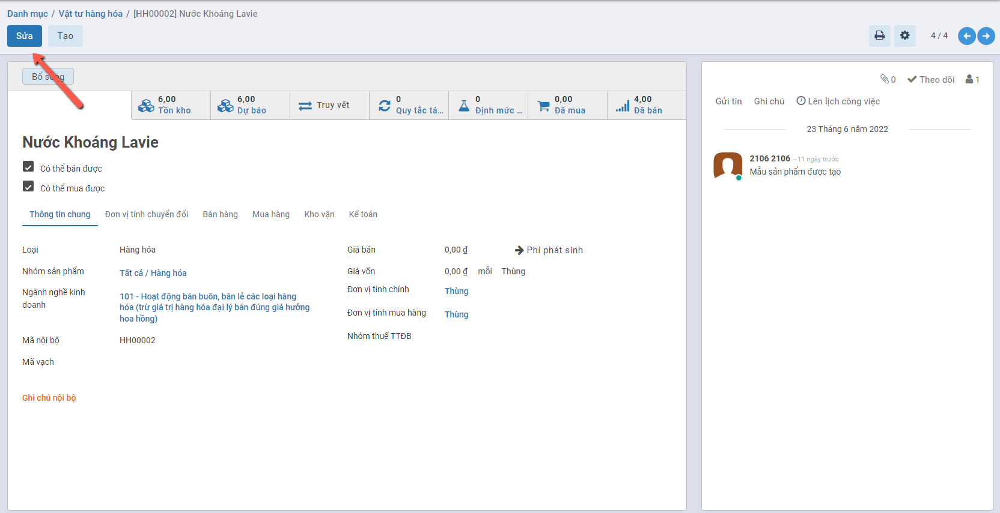 Danh mục / Vật tư hàng hóa / [HH00002] Nước Khoáng Lavie
Sửa
Tạo
4 / 4
Bổ sung
6,00
Tồn kho
6,00
Dự báo
Truy vết
0
Quy tắc tá...
0
Định mức ...
0,00
Đã mua
4,00
Đã bán
Nước Khoáng Lavie
Có thể bán được
Có thể mua được
Thông tin chung
Đơn vị tính chuyển đổi
Bán hàng
Mua hàng
Kho vận
Kế toán
Loại
Hàng hóa
Nhóm sản phẩm
Tất cả / Hàng hóa
Ngành nghề kinh
doanh
101 - Hoạt động bán buôn, bán lẻ các loại hàng
hóa (trừ giá trị hàng hóa đại lý bán đúng giá hưởng
hoa hồng)
Mã nội bộ
HH00002
Mã vạch
Giá bán
0,00 ₫
Phí phát sinh
Giá vốn
0,00 ₫ mỗi Thùng
Đơn vị tính chính
Thùng
Đơn vị tính mua hàng
Thùng
Nhóm thuế TTĐB
Ghi chú nội bộ
0
Theo dõi
1
Gửi tin
Ghi chú
Lên lịch công việc
23 Tháng 6 năm 2022
2106 2106 - 11 ngày trước
Mẫu sản phẩm được tạo